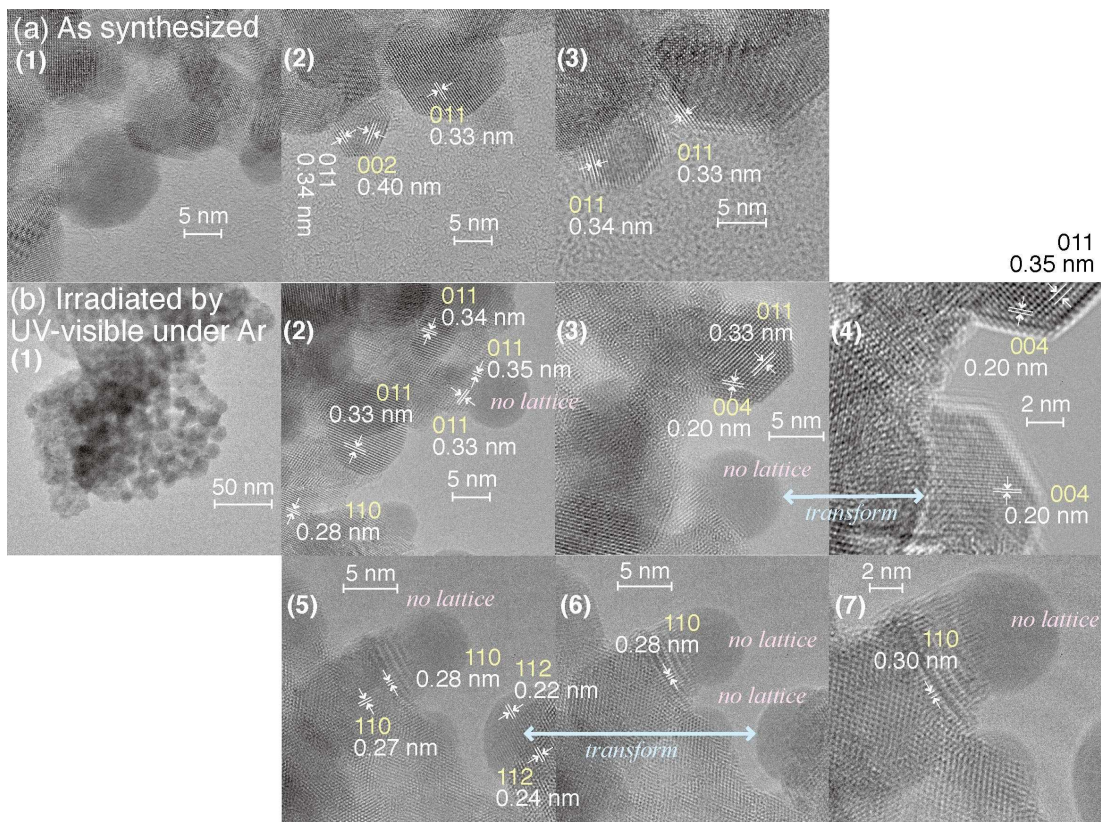 (a) As synthesized
(1)
5 nm
(2)
011
0.33 nm
002
0.40 nm
011
0.34 nm
5 nm
(3)
011
0.33 nm
011
0.34 nm
5 nm
011
0.35 nm
(b) Irradiated by
UV-visible under Ar
(1)
50 nm
(2)
011
0.34 nm
011
0.35 nm
no lattice
011
0.33 nm
011
0.33 nm
5 nm
110
0.28 nm
(3)
011
0.33 nm
004
0.20 nm
5 nm
no lattice
transform
(4)
004
0.20 nm
2 nm
004
0.20 nm
5 nm
(5)
no lattice
110
0.28 nm
112
0.22 nm
110
0.27 nm
112
0.24 nm
transform
5 nm
(6)
110
0.28 nm
no lattice
no lattice
2 nm
(7)
110
0.30 nm
no lattice